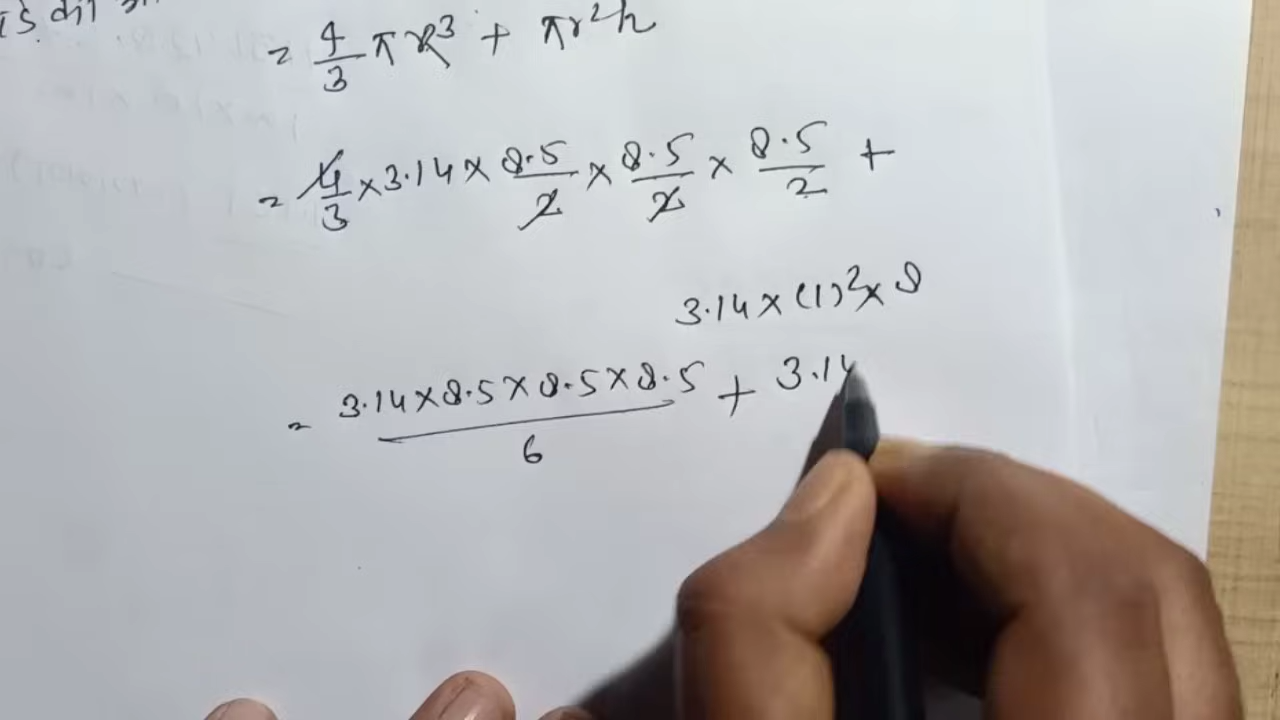 = 4/3 πR³ + πr²h
= 4/3 × 3.14 × 8.5/2 × 8.5/2 × 8.5/2 +
3.14 × (1)² × 8
= 3.14 × 8.5 × 8.5 × 8.5 / 6 + 3.14